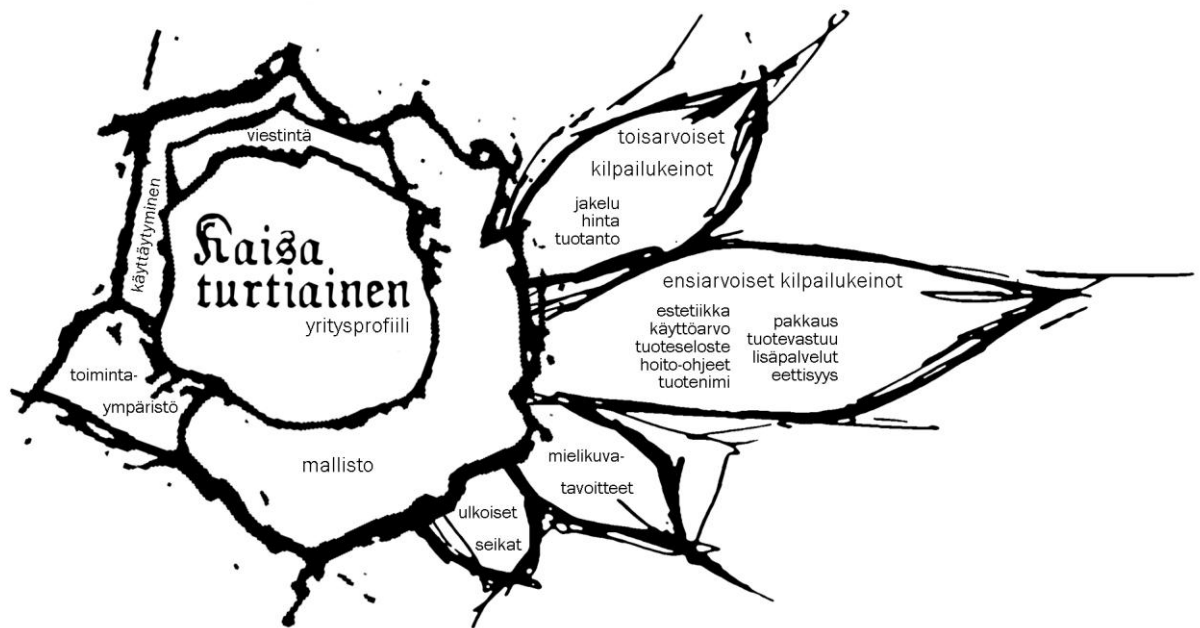 viestintä
käyttäytyminen
Kaisa
turtiainen
yritysprofiili
toiminta-
ympäristö
mallisto
toisarvoiset
kilpailukeinot
jakelu
hinta
tuotanto
ensiarvoiset kilpailukeinot
estetiikka
käyttöarvo
tuoteseloste
hoito-ohjeet
tuotenimi
pakkaus
tuotevastuu
lisäpalvelut
eettisyys
mielikuva-
tavoitteet
ulkoiset
seikat